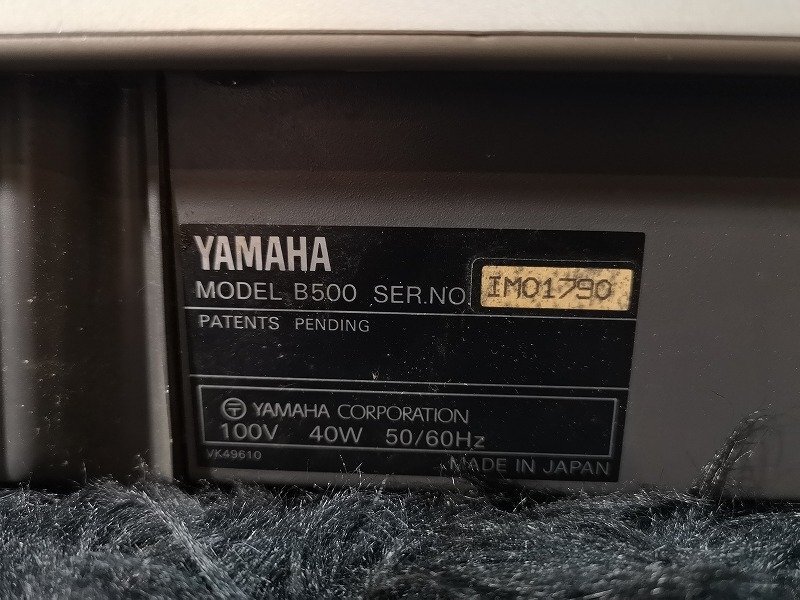 YAMAHA
MODEL B500 SER.NO. IM01790
PATENTS PENDING
YAMAHA CORPORATION
100V 40W 50/60Hz
VK49610
MADE IN JAPAN